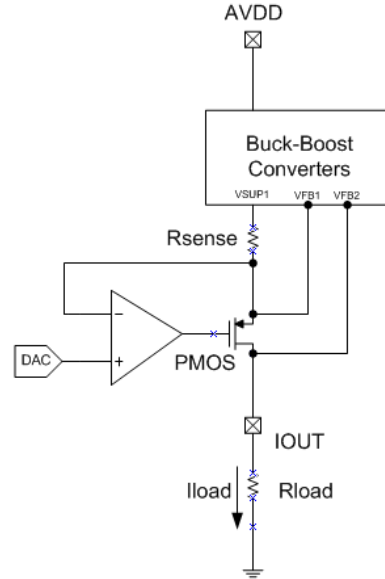 AVDD
Buck-Boost
Converters
VSUP1 VFB1 VFB2
Rsense
−
DAC
+
PMOS
IOUT
Iload Rload